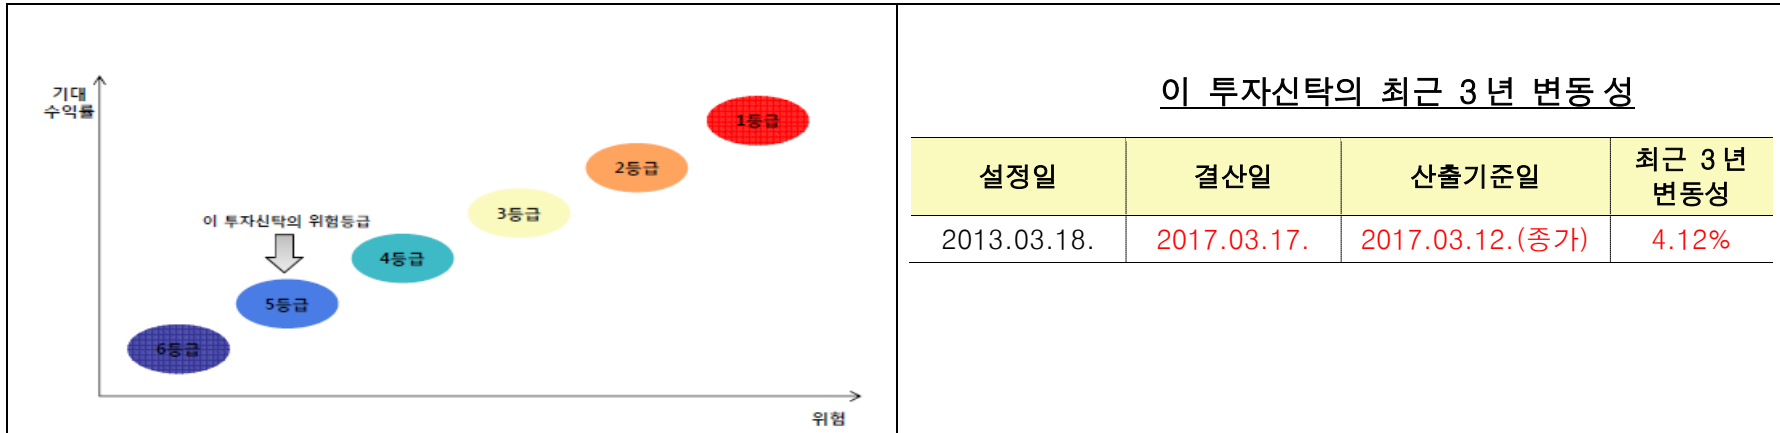 기대
수익률
1등급
2등급
3등급
이 투자신탁의 위험등급
4등급
5등급
6등급
위험
이 투자신탁의 최근 3년 변동성
설정일 결산일 산출기준일 최근 3년
변동성
2013.03.18. 2017.03.17. 2017.03.12.(종가) 4.12%